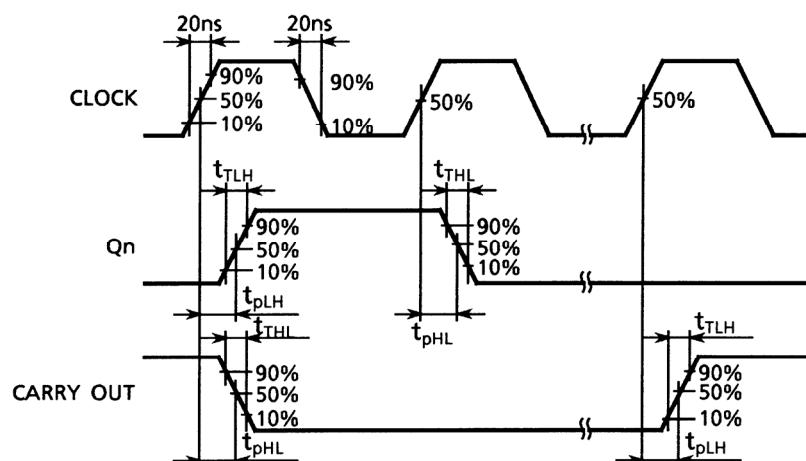 20ns 20ns
90% 90%
CLOCK 50% 50% 50%
10% 10%
tTLH tTHL
90% 90%
Qn 50% 50%
10% 10%
tpLH tpHL
tTHL tTLH
90% 90%
CARRY OUT 50% 50%
10% 10%
tpHL tpLH